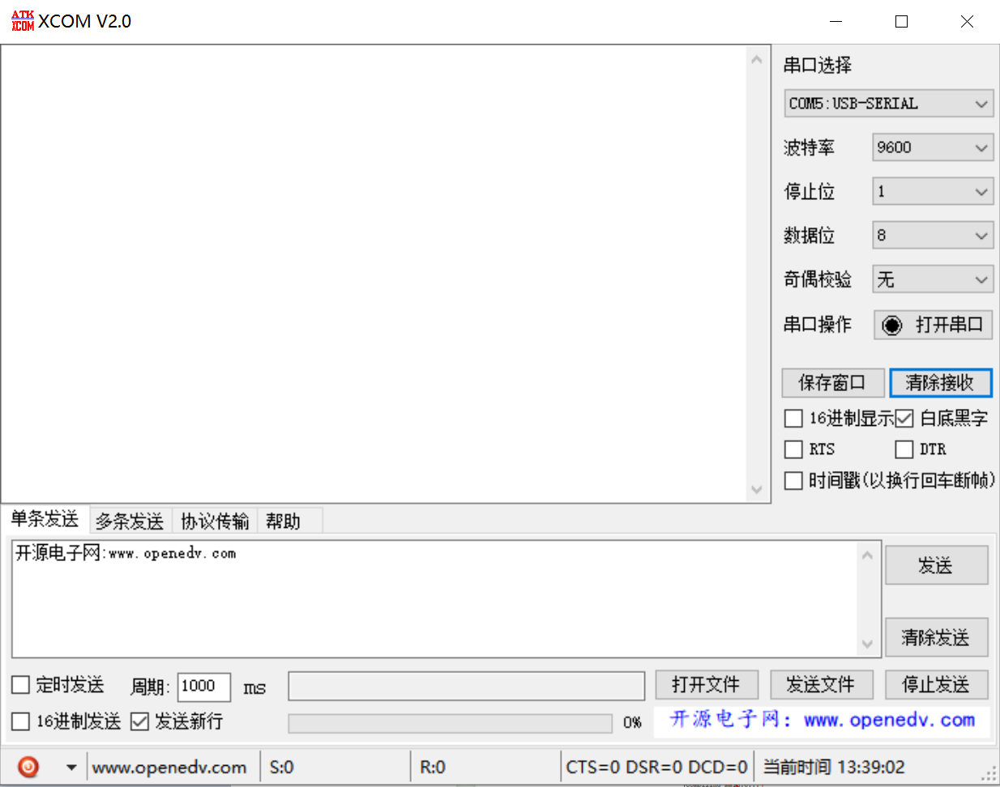 ATK
XCOM XCOM V2.0
串口选择
COM5:USB-SERIAL
波特率 9600
停止位 1
数据位 8
奇偶校验 无
串口操作 打开串口
保存窗口 清除接收
16进制显示 白底黑字
RTS DTR
时间戳(以换行回车断帧)
单条发送 多条发送 协议传输 帮助
开源电子网:www.openedv.com
发送
清除发送
定时发送 周期: 1000 ms 打开文件 发送文件 停止发送
16进制发送 发送新行 0% 开源电子网：www.openedv.com
www.openedv.com S:0 R:0 CTS=0 DSR=0 DCD=0 当前时间 13:39:02